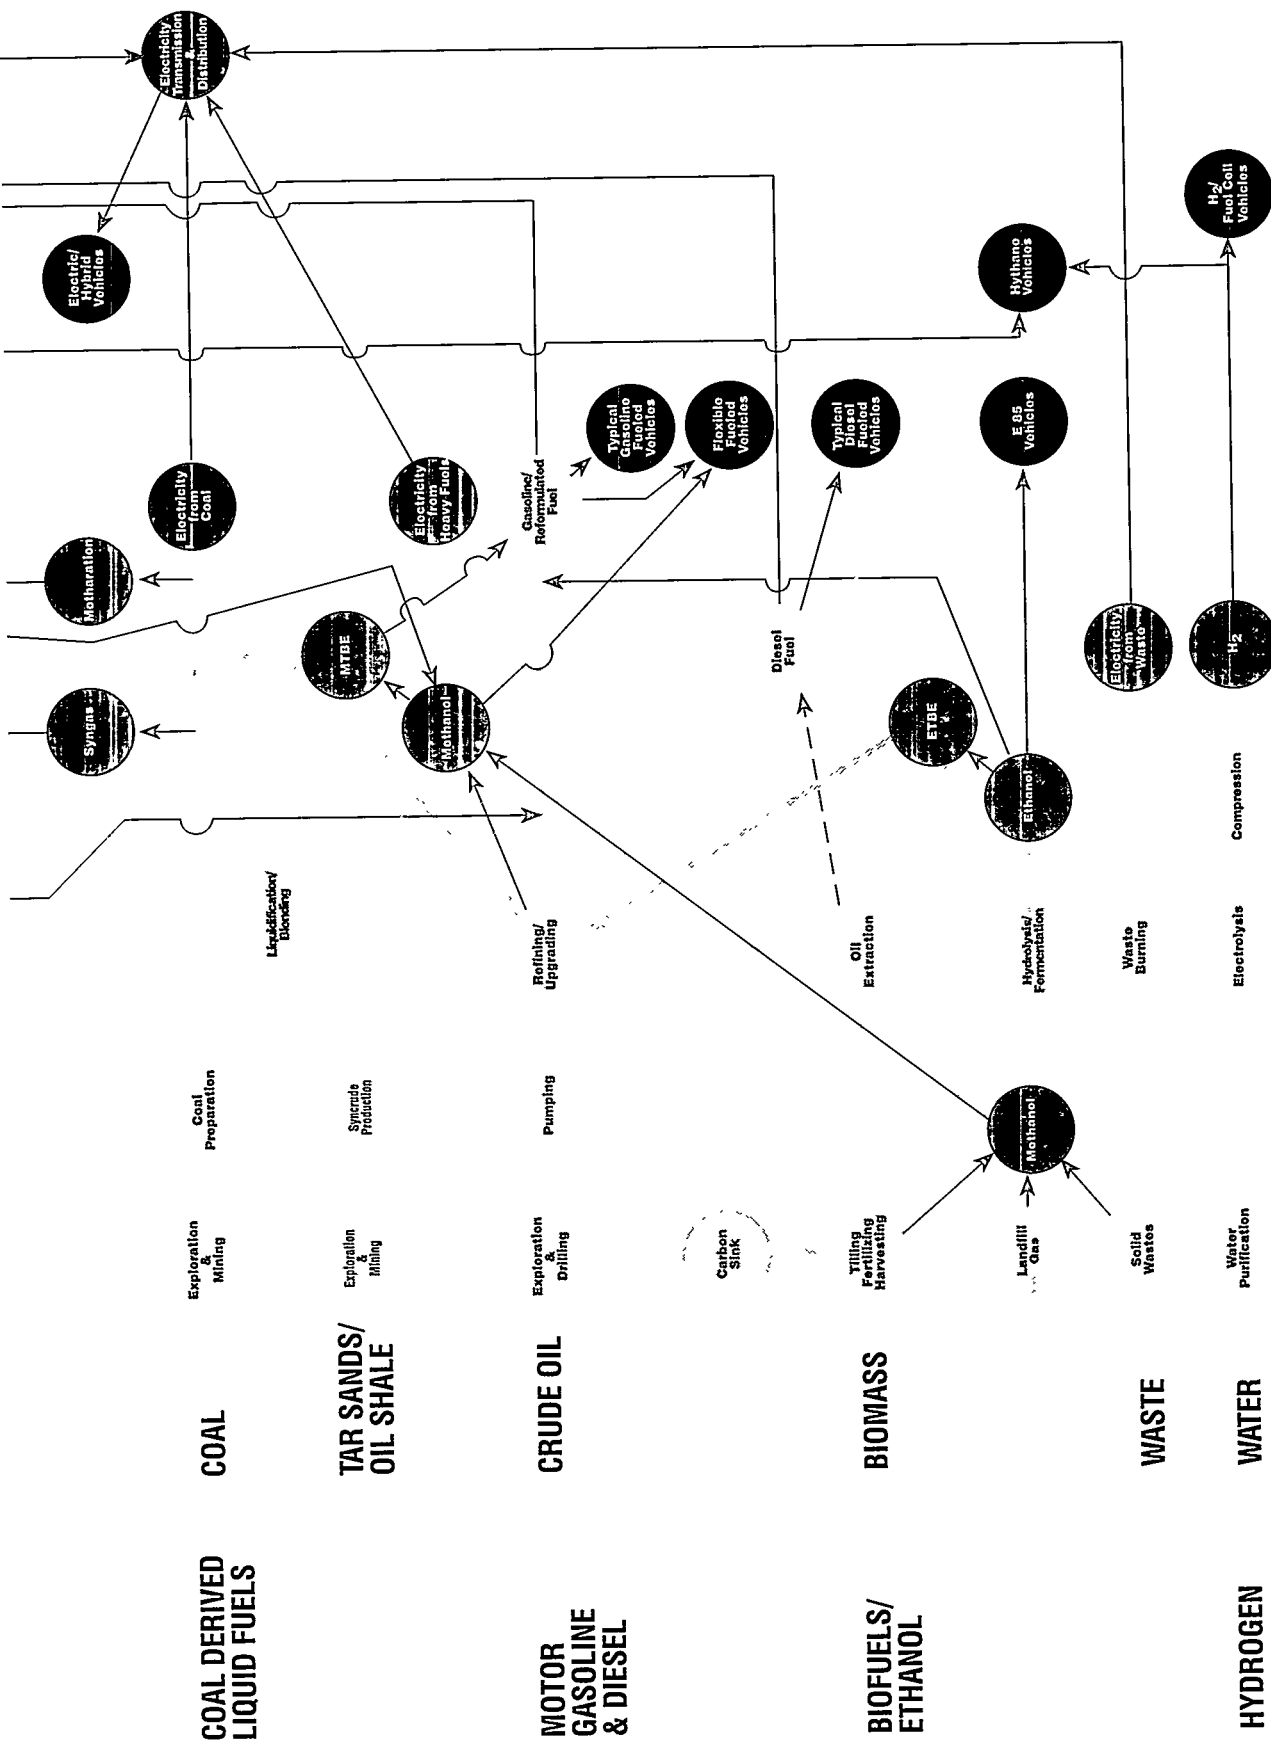 COAL DERIVED
LIQUID FUELS
COAL
Exploration
&
Mining
Coal
Preparation
Liquidification/
Blending
Syngas
Methanation
Electricity
from
Coal
Electric/
Hybrid
Vehicles
Electricity
Transmission
&
Distribution
TAR SANDS/
OIL SHALE
Exploration
&
Mining
Syncrude
Production
MTBE
Methanol
Electricity
from
Heavy Fuels
MOTOR
GASOLINE
& DIESEL
CRUDE OIL
Exploration
&
Drilling
Pumping
Refining/
Upgrading
Gasoline/
Reformulated
Fuel
Typical
Gasoline
Fueled
Vehicles
Flexible
Fueled
Vehicles
Carbon
Sink
Diesel
Fuel
Typical
Diesel
Fueled
Vehicles
BIOFUELS/
ETHANOL
BIOMASS
Tilling
Fertilizing
Harvesting
Oil
Extraction
ETBE
Landfill
Gas
Methanol
Hydrolysis/
Fermentation
Ethanol
E 85
Vehicles
Hythane
Vehicles
WASTE
Solid
Wastes
Waste
Burning
Electricity
from
Waste
HYDROGEN
WATER
Water
Purification
Electrolysis
Compression
H2
H2/
Fuel Cell
Vehicles